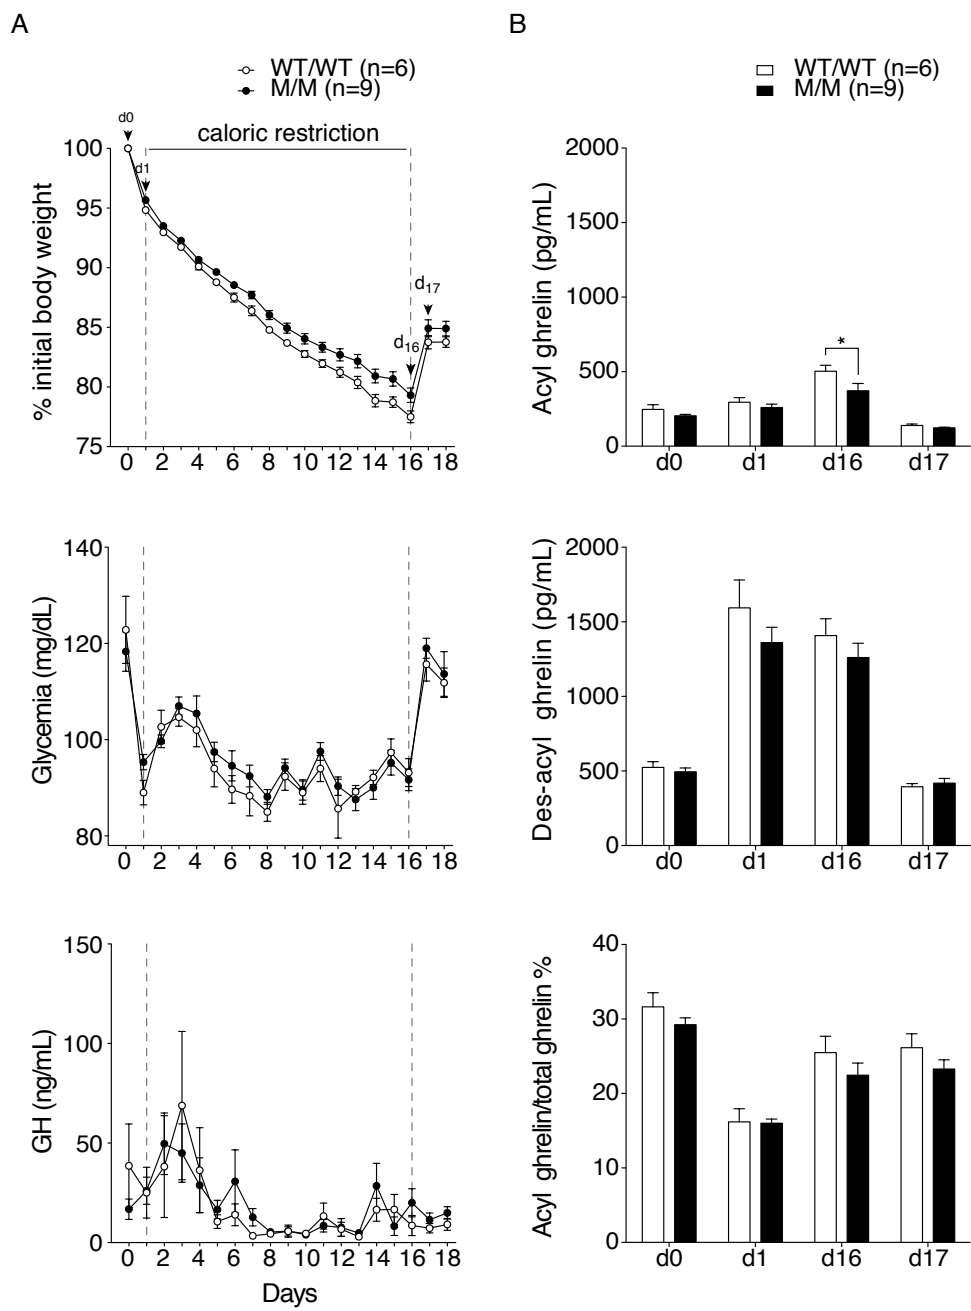 A
WT/WT (n=6)
M/M (n=9)
d0
caloric restriction
d1
d17
d16
% initial body weight
100
95
90
85
80
75
0 2 4 6 8 10 12 14 16 18
Glycemia (mg/dL)
140
120
100
80
0 2 4 6 8 10 12 14 16 18
GH (ng/mL)
150
100
50
0
0 2 4 6 8 10 12 14 16 18
Days
B
WT/WT (n=6)
M/M (n=9)
Acyl ghrelin (pg/mL)
2000
1500
1000
500
0
*
d0 d1 d16 d17
Des-acyl ghrelin (pg/mL)
2000
1500
1000
500
0
d0 d1 d16 d17
Acyl ghrelin/total ghrelin %
40
30
20
10
0
d0 d1 d16 d17